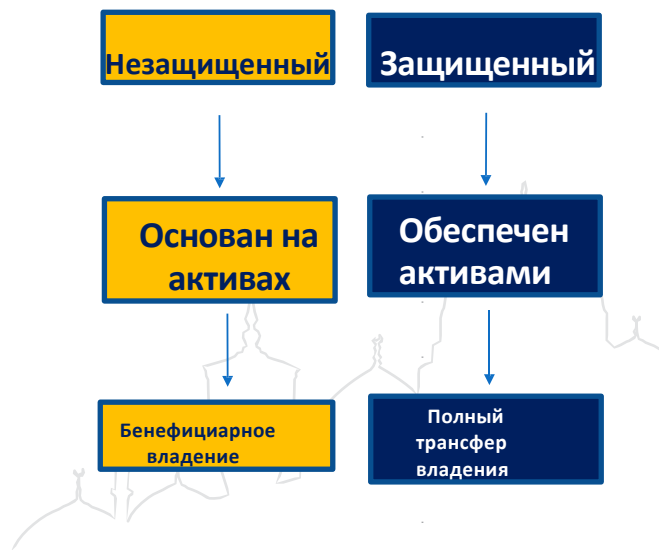 Незащищенный
Защищенный
Основан на
активах
Обеспечен
активами
Бенефициарное
владение
Полный
трансфер
владения